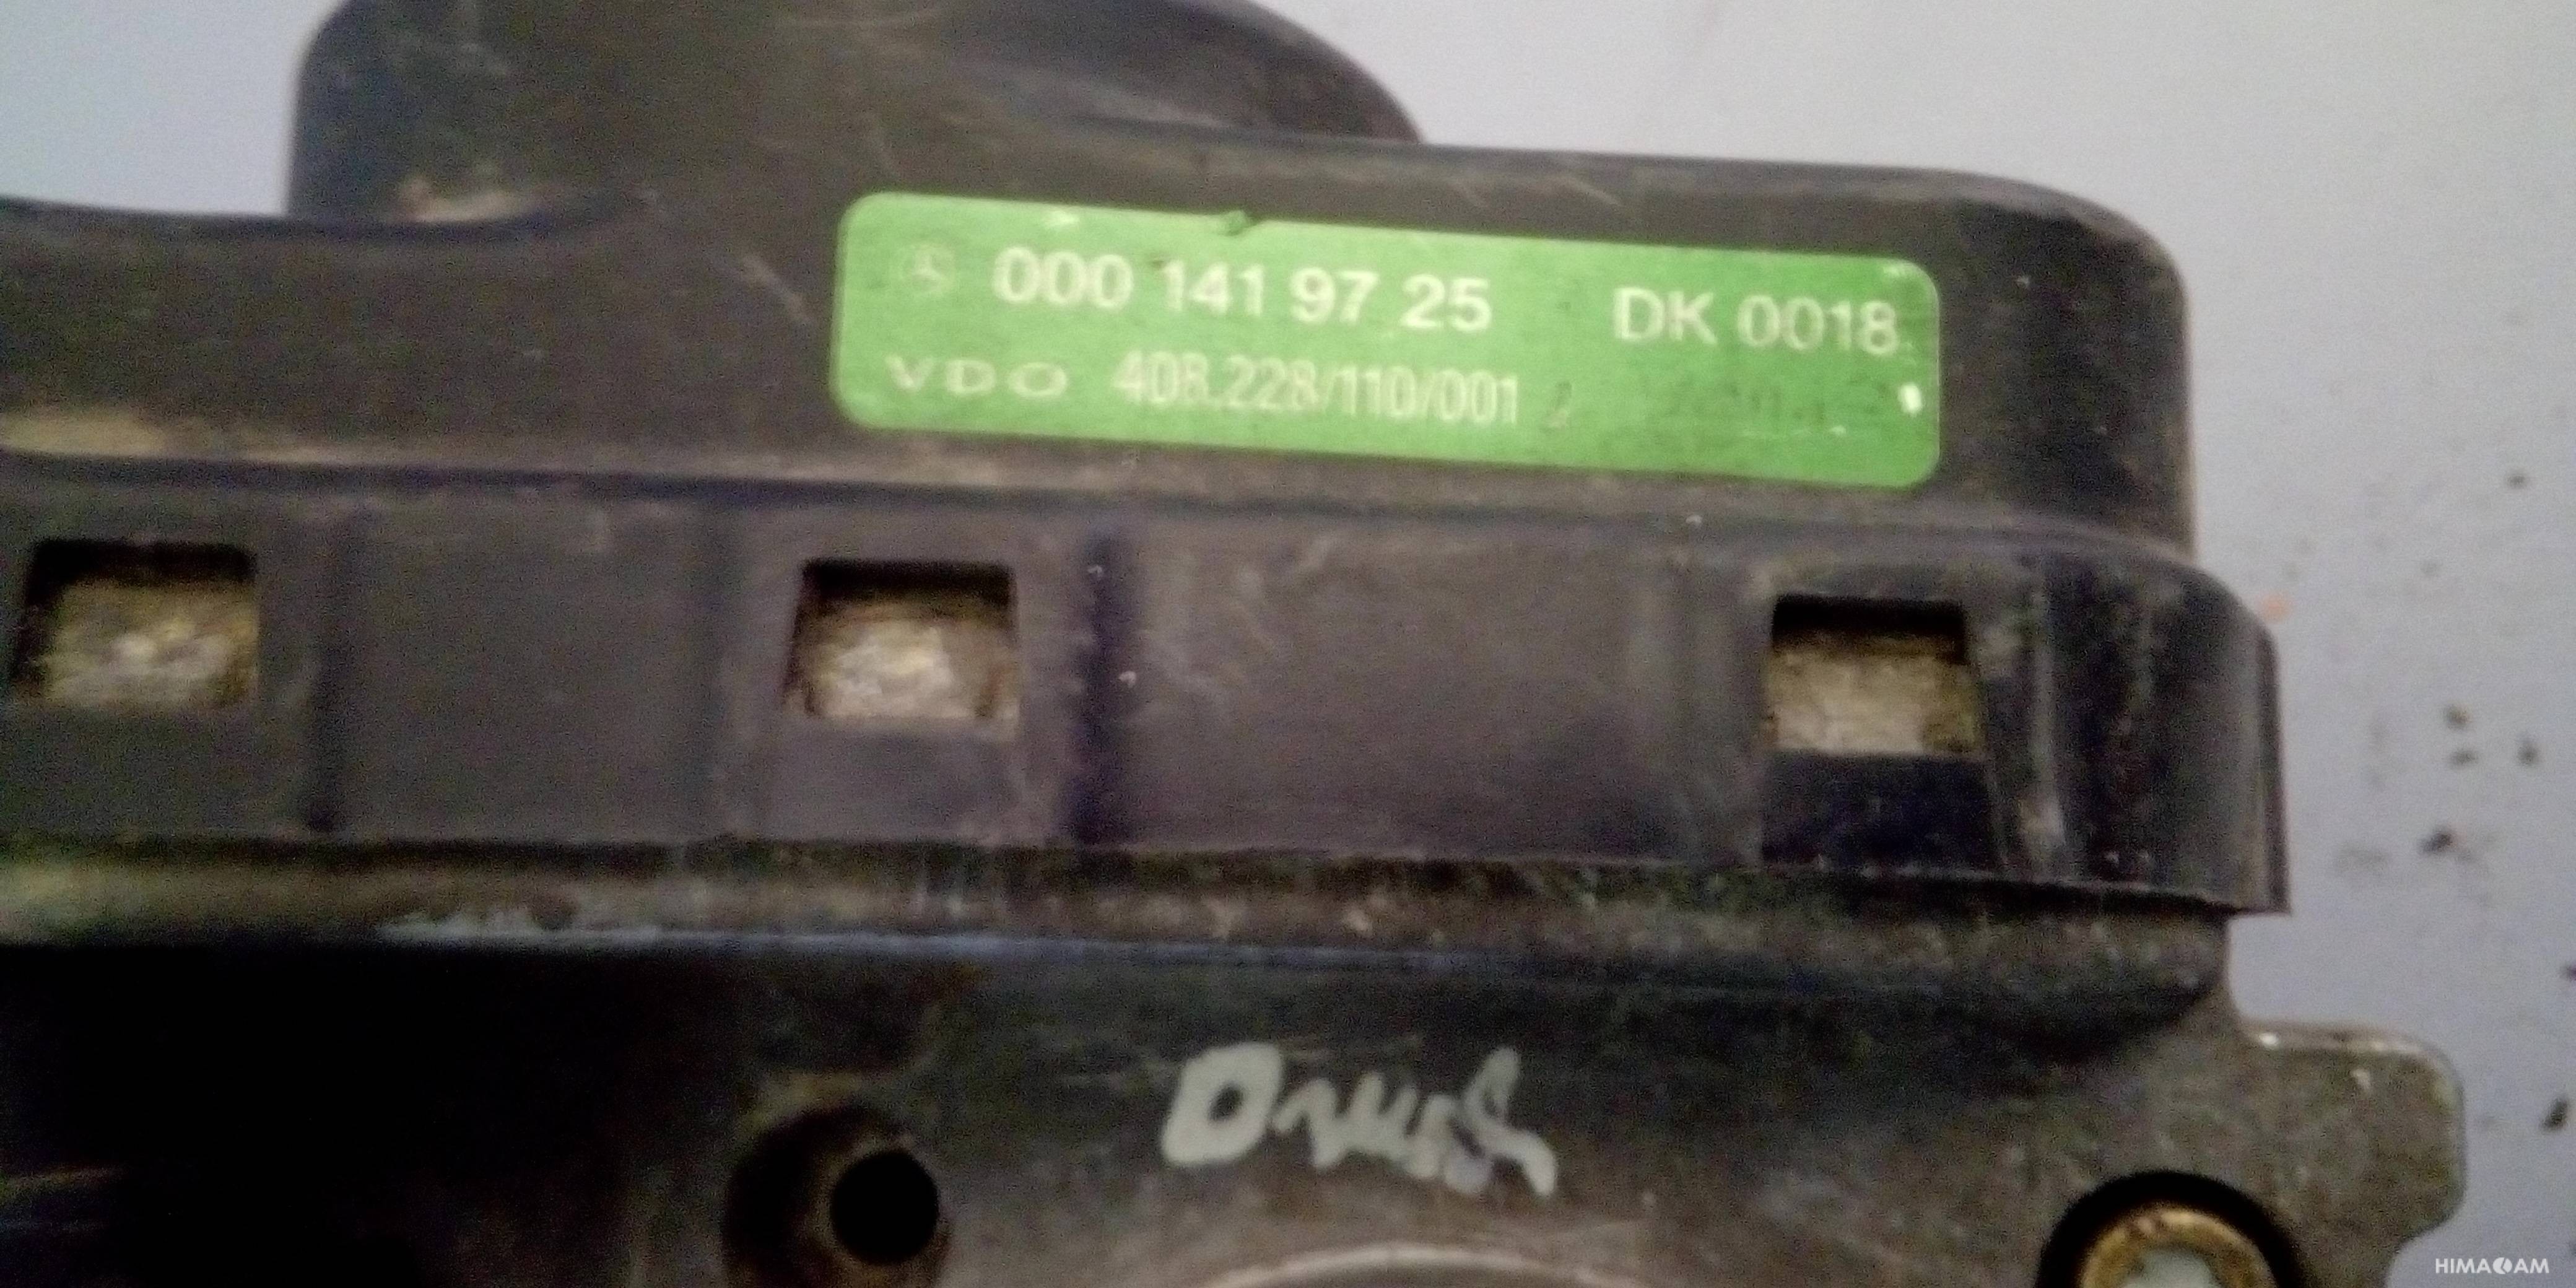 000 141 97 25 DK 0018
VDO 408.228/110/001
HIMACAM